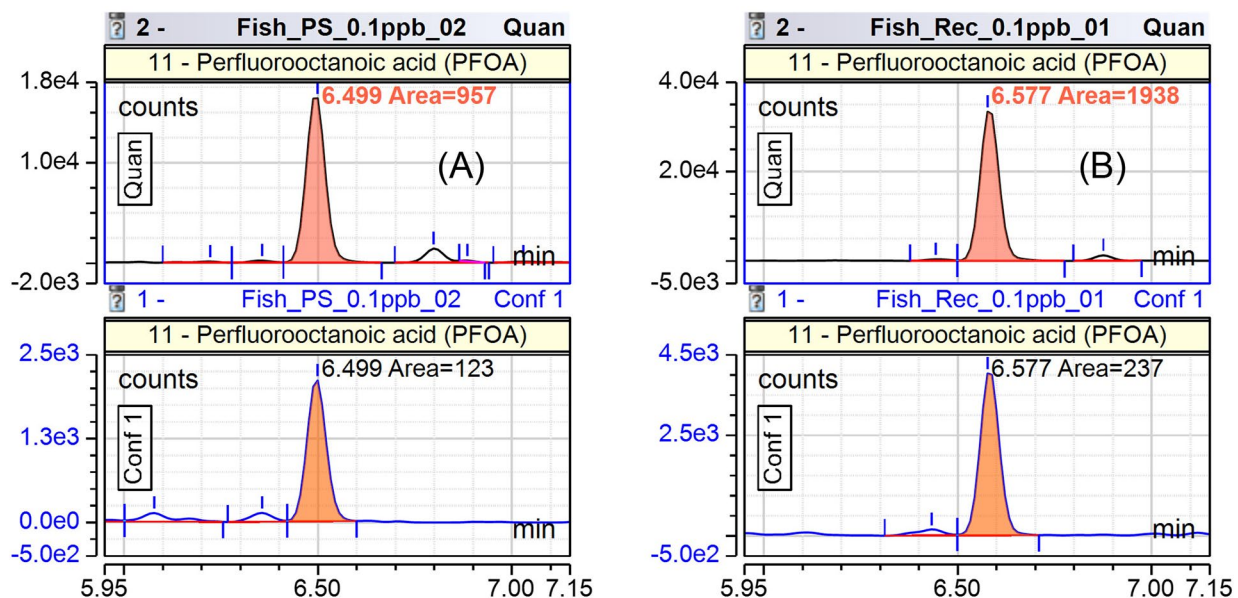 2 - Fish_PS_0.1ppb_02 Quan
11 - Perfluorooctanoic acid (PFOA)
1.8e4
counts
6.499 Area=957
Quan
(A)
1.0e4
min
-2.0e3
1 - Fish_PS_0.1ppb_02 Conf 1
11 - Perfluorooctanoic acid (PFOA)
2.5e3
counts
6.499 Area=123
Conf 1
1.3e3
0.0e0
min
-5.0e2
5.95 6.50 7.00 7.15
2 - Fish_Rec_0.1ppb_01 Quan
11 - Perfluorooctanoic acid (PFOA)
4.0e4
counts
6.577 Area=1938
Quan
(B)
2.0e4
min
-5.0e3
1 - Fish_Rec_0.1ppb_01 Conf 1
11 - Perfluorooctanoic acid (PFOA)
4.5e3
counts
6.577 Area=237
Conf 1
2.5e3
min
-5.0e2
5.95 6.50 7.00 7.15